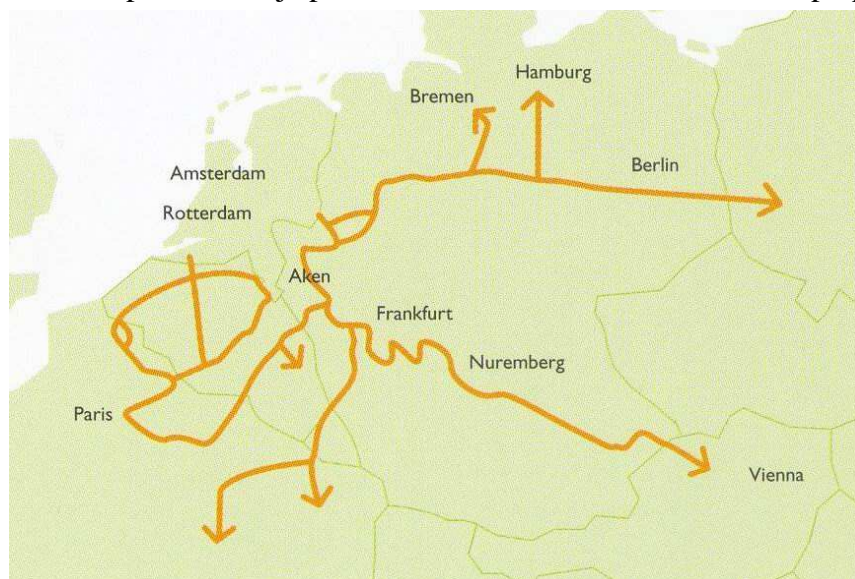 Hamburg
Bremen
Berlin
Amsterdam
Rotterdam
Aken
Frankfurt
Nuremberg
Paris
Vienna